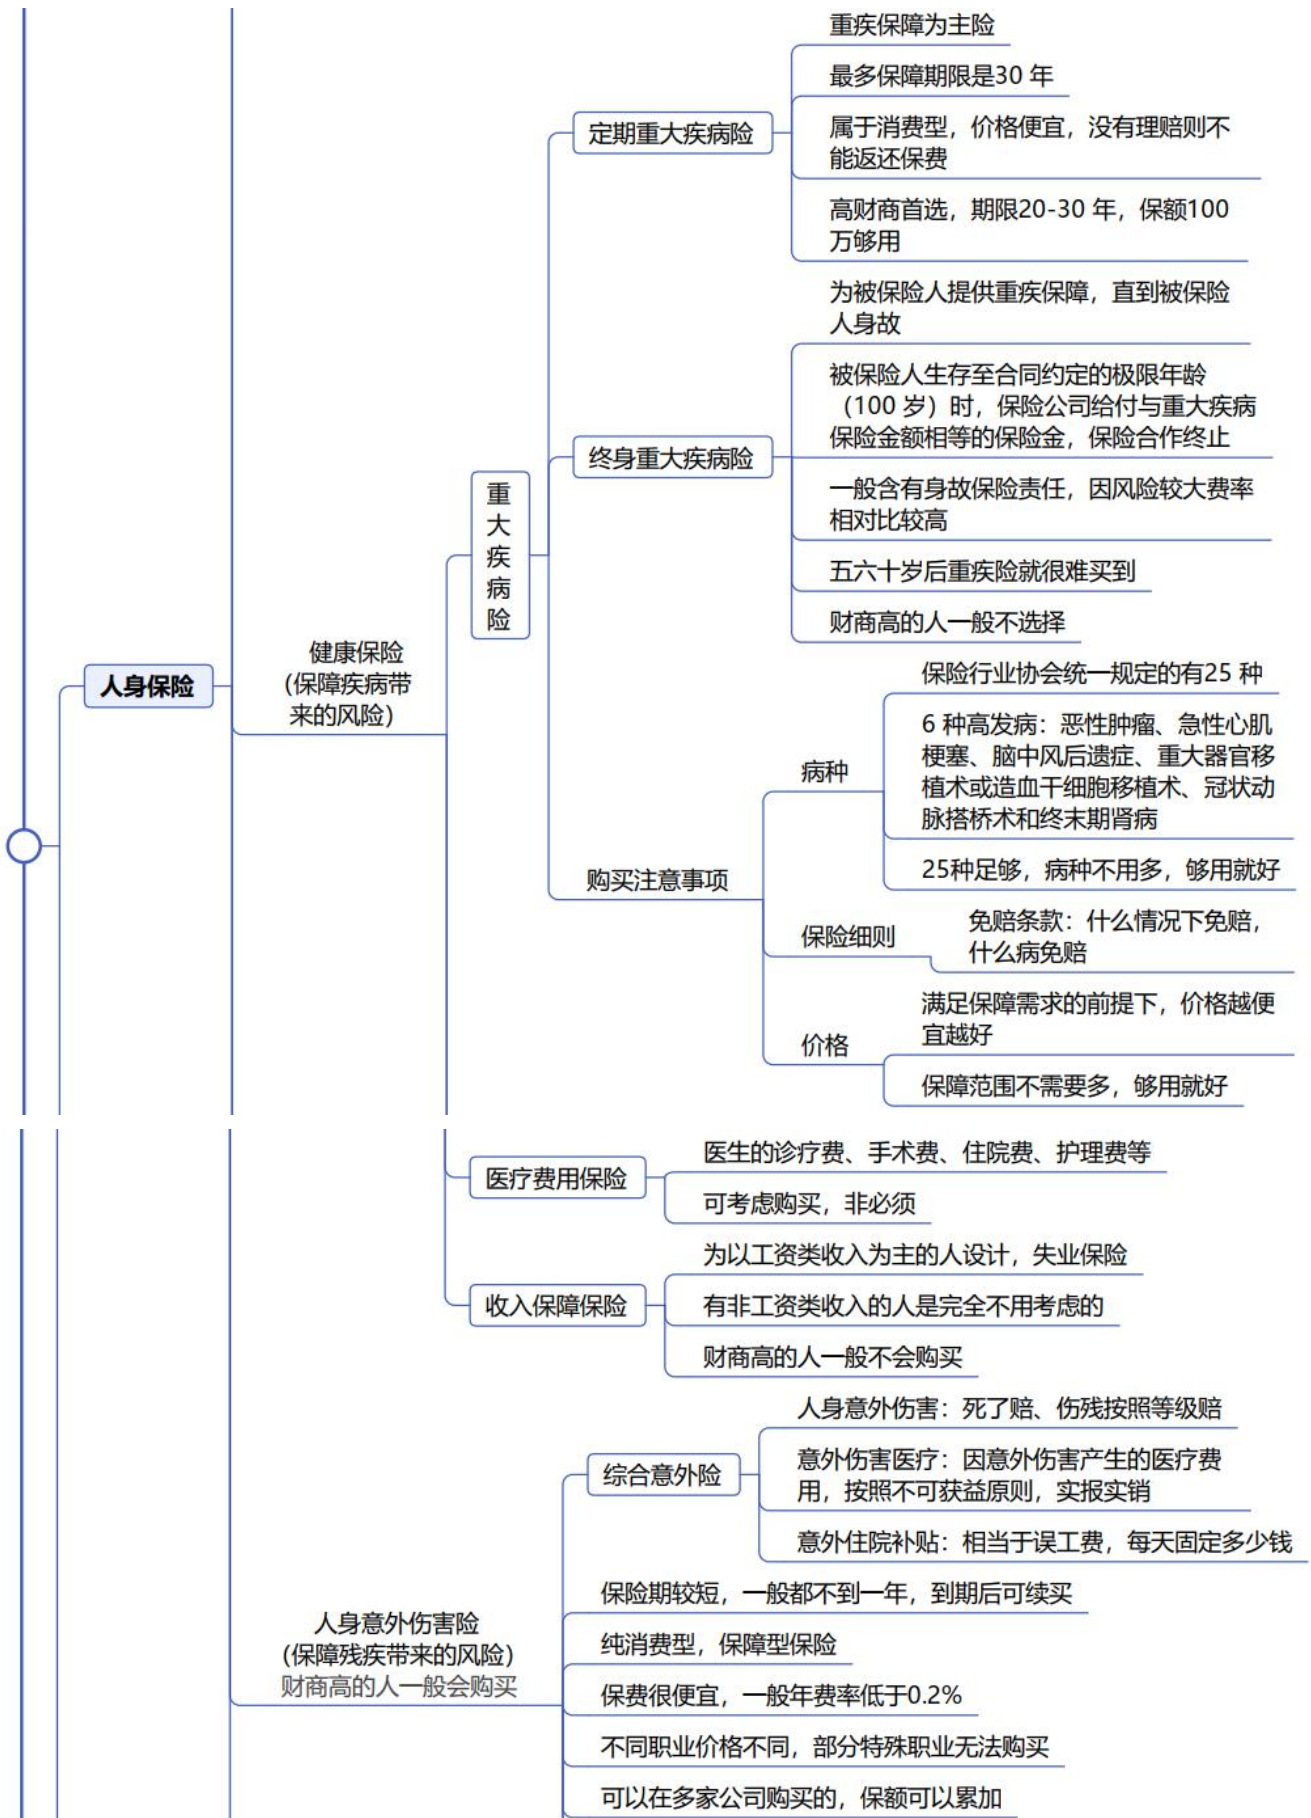 人身保险
健康保险
（保障疾病带
来的风险）
重
大
疾
病
险
定期重大疾病险
重疾保障为主险
最多保障期限是30 年
属于消费型，价格便宜，没有理赔则不
能返还保费
高财商首选，期限20-30 年，保额100
万够用
终身重大疾病险
为被保险人提供重疾保障，直到被保险
人身故
被保险人生存至合同约定的极限年龄
（100 岁）时，保险公司给付与重大疾病
保险金额相等的保险金，保险合作终止
一般含有身故保险责任，因风险较大费率
相对比较高
五六十岁后重疾险就很难买到
财商高的人一般不选择
购买注意事项
病种
保险行业协会统一规定的有25 种
6 种高发病：恶性肿瘤、急性心肌
梗塞、脑中风后遗症、重大器官移
植术或造血干细胞移植术、冠状动
脉搭桥术和终末期肾病
25种足够，病种不用多，够用就好
保险细则
免赔条款：什么情况下免赔，
什么病免赔
价格
满足保障需求的前提下，价格越便
宜越好
保障范围不需要多，够用就好
医疗费用保险
医生的诊疗费、手术费、住院费、护理费等
可考虑购买，非必须
收入保障保险
为以工资类收入为主的人设计，失业保险
有非工资类收入的人是完全不用考虑的
财商高的人一般不会购买
人身意外伤害险
（保障残疾带来的风险）
财商高的人一般会购买
综合意外险
人身意外伤害：死了赔、伤残按照等级赔
意外伤害医疗：因意外伤害产生的医疗费
用，按照不可获益原则，实报实销
意外住院补贴：相当于误工费，每天固定多少钱
保险期较短，一般都不到一年，到期后可续买
纯消费型，保障型保险
保费很便宜，一般年费率低于0.2%
不同职业价格不同，部分特殊职业无法购买
可以在多家公司购买的，保额可以累加